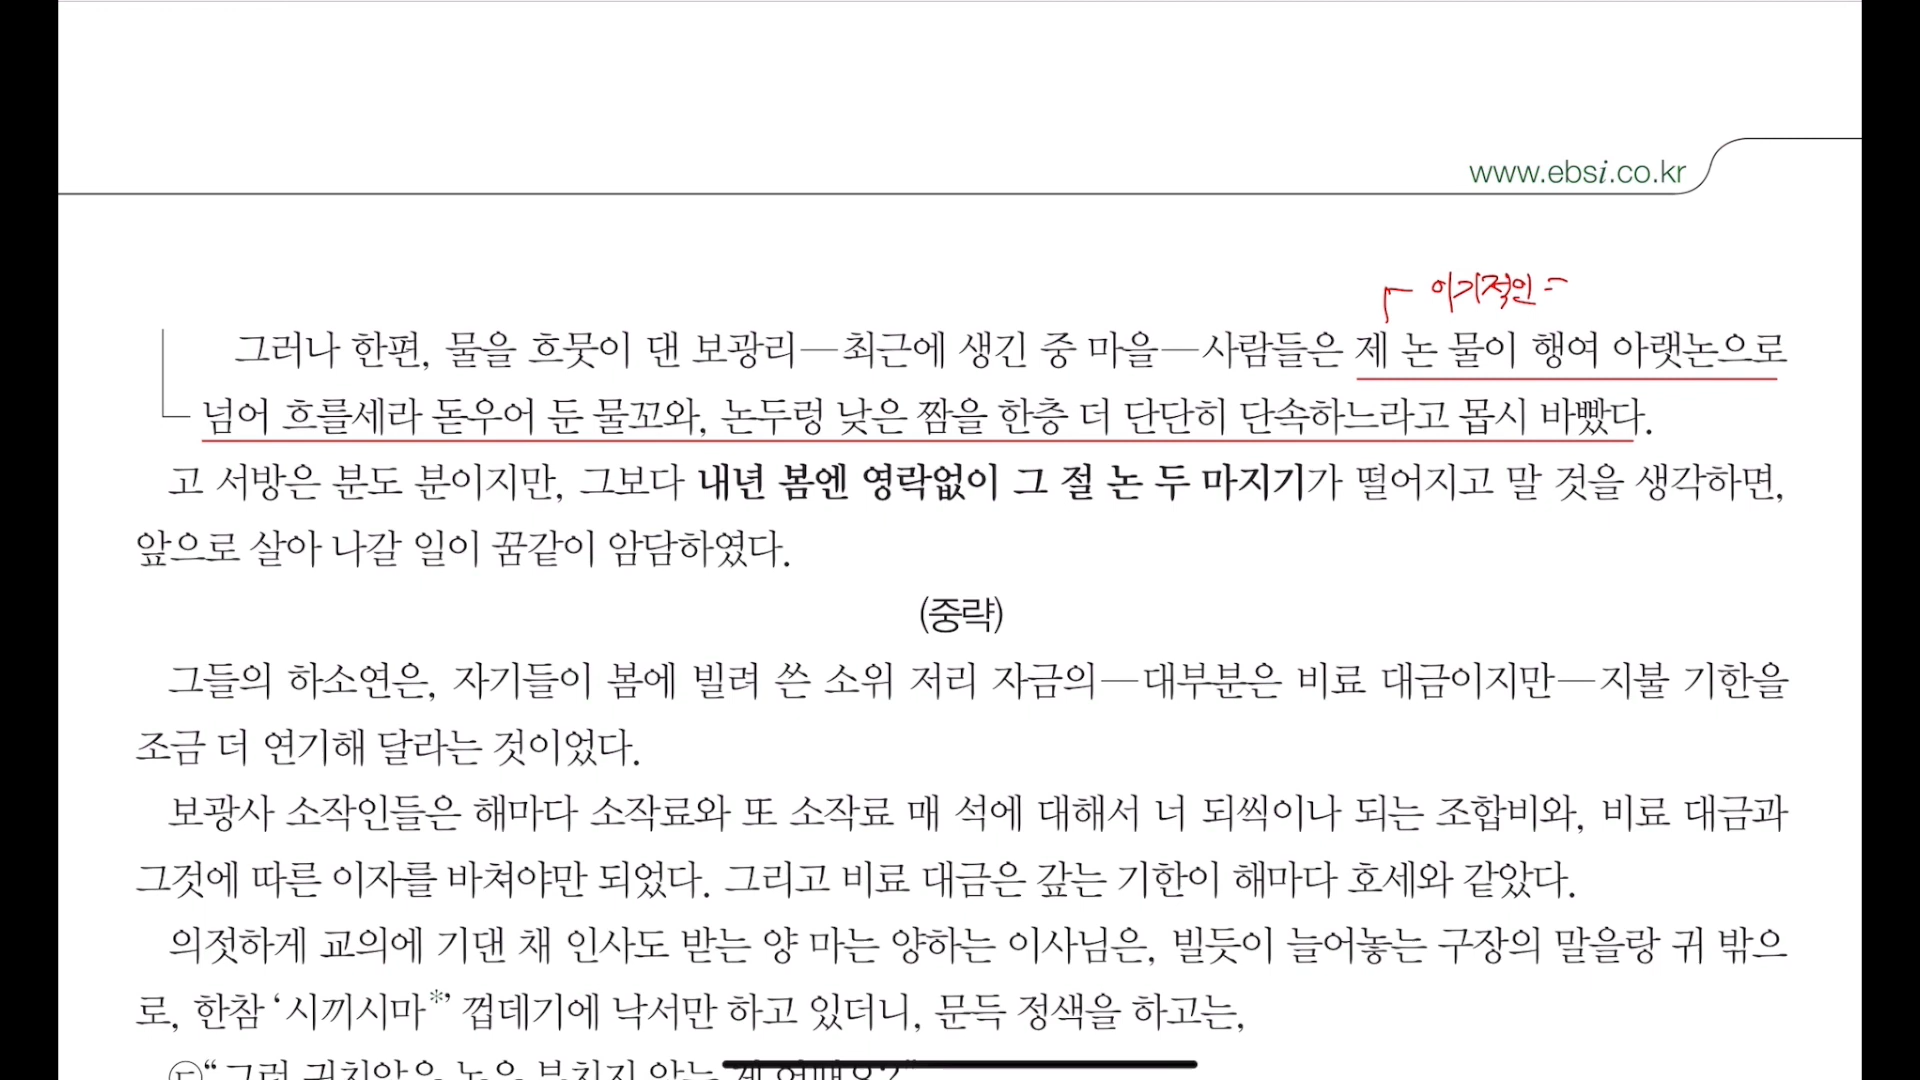 www.ebsi.co.kr
이기적인
그러나 한편, 물을 흐뭇이 댄 보광리―최근에 생긴 중 마을―사람들은 제 논 물이 행여 아랫논으로
넘어 흐를세라 돋우어 둔 물꼬와, 논두렁 낮은 짬을 한층 더 단단히 단속하느라고 몹시 바빴다.
고 서방은 분도 분이지만, 그보다 내년 봄엔 영락없이 그 절 논 두 마지기가 떨어지고 말 것을 생각하면,
앞으로 살아 나갈 일이 꿈같이 암담하였다.
(중략)
그들의 하소연은, 자기들이 봄에 빌려 쓴 소위 저리 자금의―대부분은 비료 대금이지만―지불 기한을
조금 더 연기해 달라는 것이었다.
보광사 소작인들은 해마다 소작료와 또 소작료 매 석에 대해서 너 되씩이나 되는 조합비와, 비료 대금과
그것에 따른 이자를 바쳐야만 되었다. 그리고 비료 대금은 갚는 기한이 해마다 호세와 같았다.
의젓하게 교의에 기댄 채 인사도 받는 양 마는 양하는 이사님은, 빌듯이 늘어놓는 구장의 말을랑 귀 밖으
로, 한참 ‘시끼시마*’ 껍데기에 낙서만 하고 있더니, 문득 정색을 하고는,